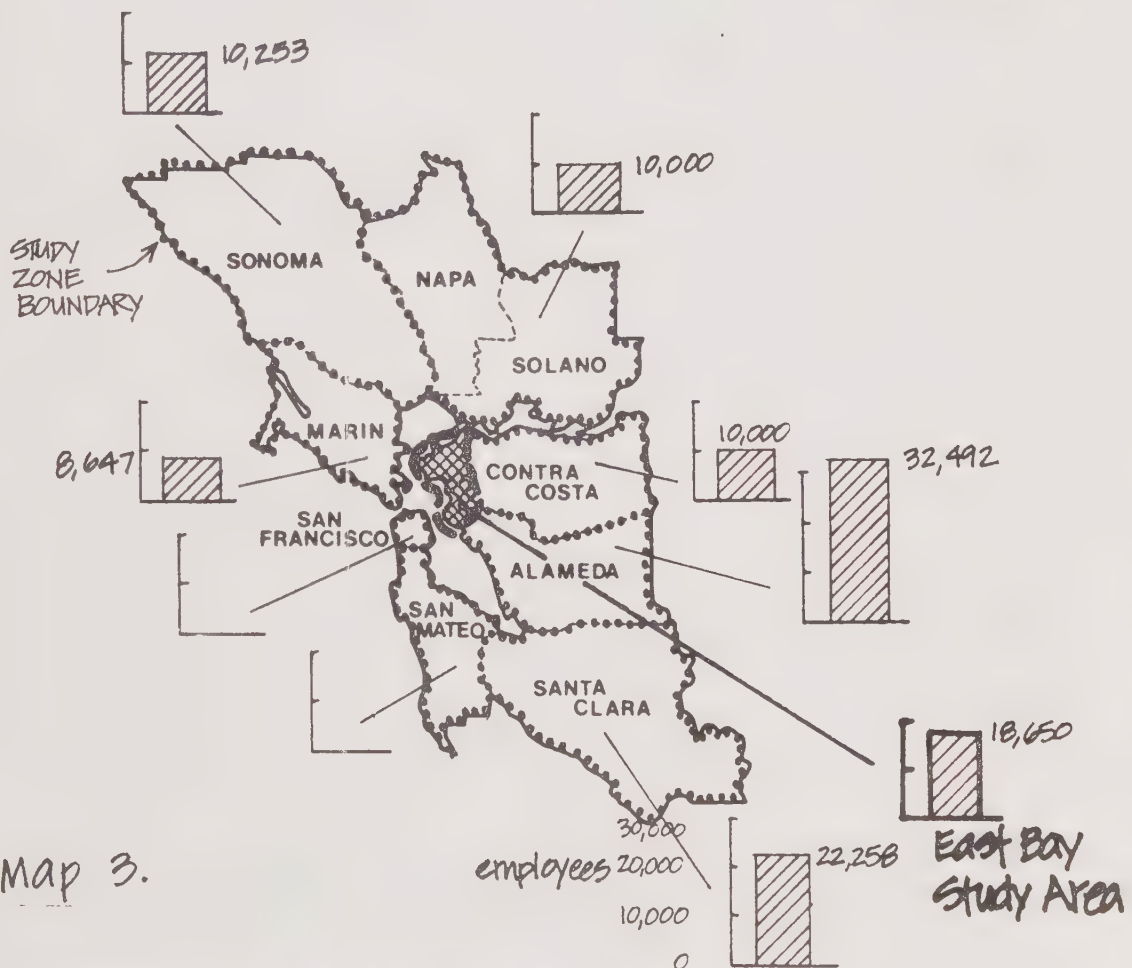 10,253
10,000
STUDY
ZONE
BOUNDARY
SONOMA
NAPA
SOLANO
MARIN
8,647
CONTRA
COSTA
10,000
32,492
SAN
FRANCISCO
ALAMEDA
SAN
MATEO
SANTA
CLARA
18,650
East Bay
Study Area
30,000
employees 20,000
22,258
10,000
0
Map 3.